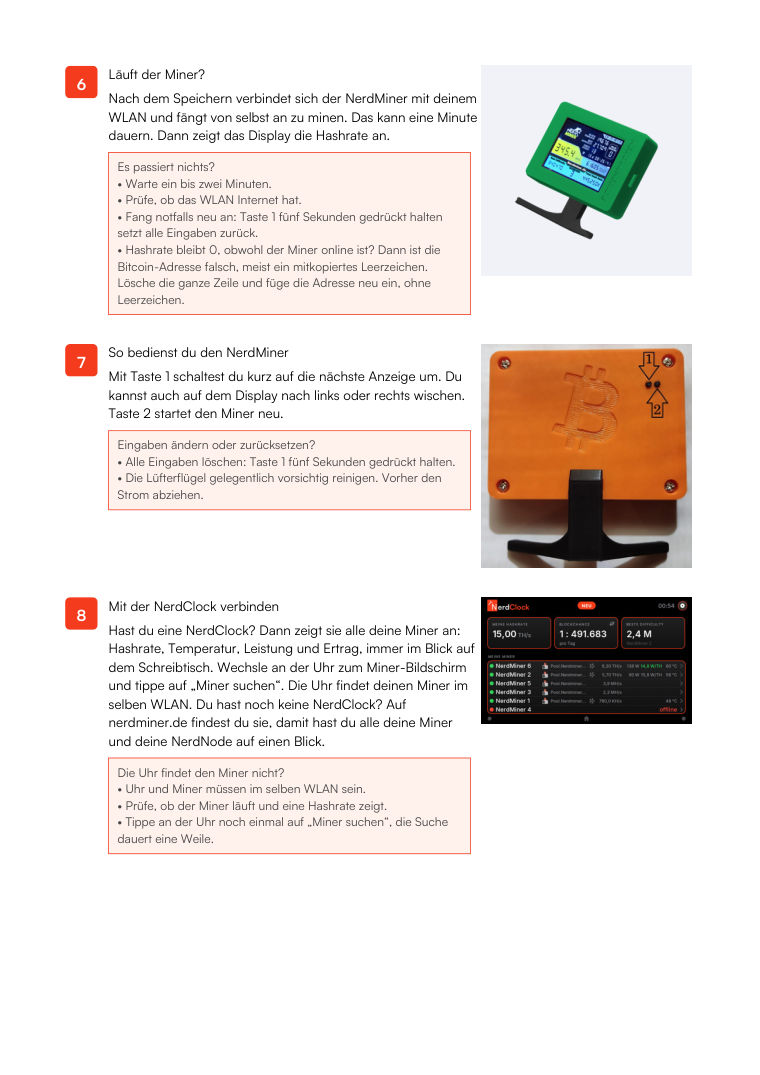 6
Läuft der Miner?
Nach dem Speichern verbindet sich der NerdMiner mit deinem
WLAN und fängt von selbst an zu minen. Das kann eine Minute
dauern. Dann zeigt das Display die Hashrate an.
Es passiert nichts?
• Warte ein bis zwei Minuten.
• Prüfe, ob das WLAN Internet hat.
• Fang notfalls neu an: Taste 1 fünf Sekunden gedrückt halten
setzt alle Eingaben zurück.
• Hashrate bleibt 0, obwohl der Miner online ist? Dann ist die
Bitcoin-Adresse falsch, meist ein mitkopiertes Leerzeichen.
Lösche die ganze Zeile und füge die Adresse neu ein, ohne
Leerzeichen.
7
So bedienst du den NerdMiner
Mit Taste 1 schaltest du kurz auf die nächste Anzeige um. Du
kannst auch auf dem Display nach links oder rechts wischen.
Taste 2 startet den Miner neu.
Eingaben ändern oder zurücksetzen?
• Alle Eingaben löschen: Taste 1 fünf Sekunden gedrückt halten.
• Die Lüfterflügel gelegentlich vorsichtig reinigen. Vorher den
Strom abziehen.
1
2
8
Mit der NerdClock verbinden
Hast du eine NerdClock? Dann zeigt sie alle deine Miner an:
Hashrate, Temperatur, Leistung und Ertrag, immer im Blick auf
dem Schreibtisch. Wechsle an der Uhr zum Miner-Bildschirm
und tippe auf „Miner suchen“. Die Uhr findet deinen Miner im
selben WLAN. Du hast noch keine NerdClock? Auf
nerdminer.de findest du sie, damit hast du alle deine Miner
und deine NerdNode auf einen Blick.
Die Uhr findet den Miner nicht?
• Uhr und Miner müssen im selben WLAN sein.
• Prüfe, ob der Miner läuft und eine Hashrate zeigt.
• Tippe an der Uhr noch einmal auf „Miner suchen“, die Suche
dauert eine Weile.
NerdClock NEU 00:54
MEINE HASHRATE BLOCKCHANCE BESTE DIFFICULTY
15,00 TH/s 1 : 491.683 2,4 M
pro Tag
MEINE MINER
NerdMiner 6
NerdMiner 2
NerdMiner 5
NerdMiner 3
NerdMiner 1
NerdMiner 4 offline